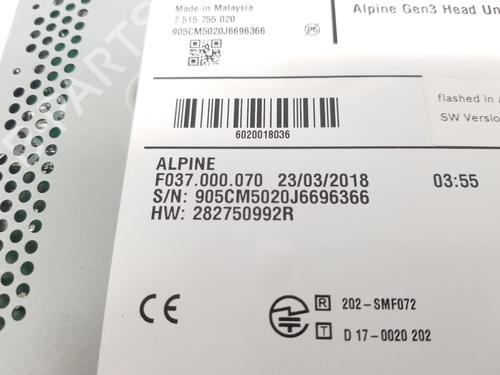 Made in Malaysia
7 515 755 020
905CM5020J6696366
Alpine Gen3 Head Un
flashed in
SW Versio
6020018036
ALPINE
F037.000.070 23/03/2018 03:55
S/N: 905CM5020J6696366
HW: 282750992R
CE
R 202-SMF072
T D 17-0020 202